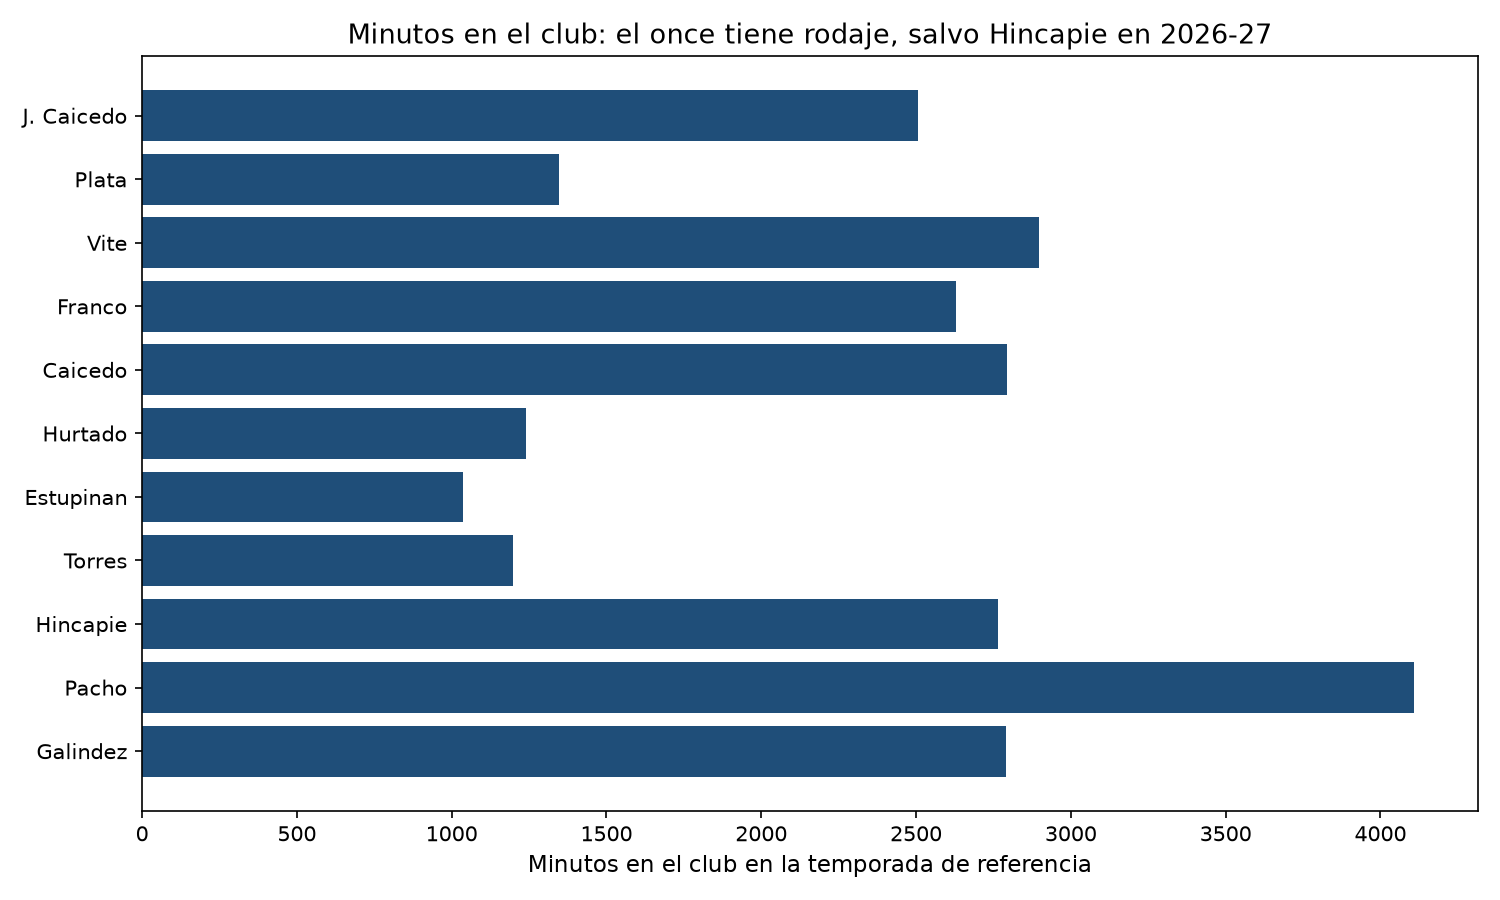 Minutos en el club: el once tiene rodaje, salvo Hincapie en 2026-27
J. Caicedo
Plata
Vite
Franco
Caicedo
Hurtado
Estupinan
Torres
Hincapie
Pacho
Galindez
0 500 1000 1500 2000 2500 3000 3500 4000
Minutos en el club en la temporada de referencia